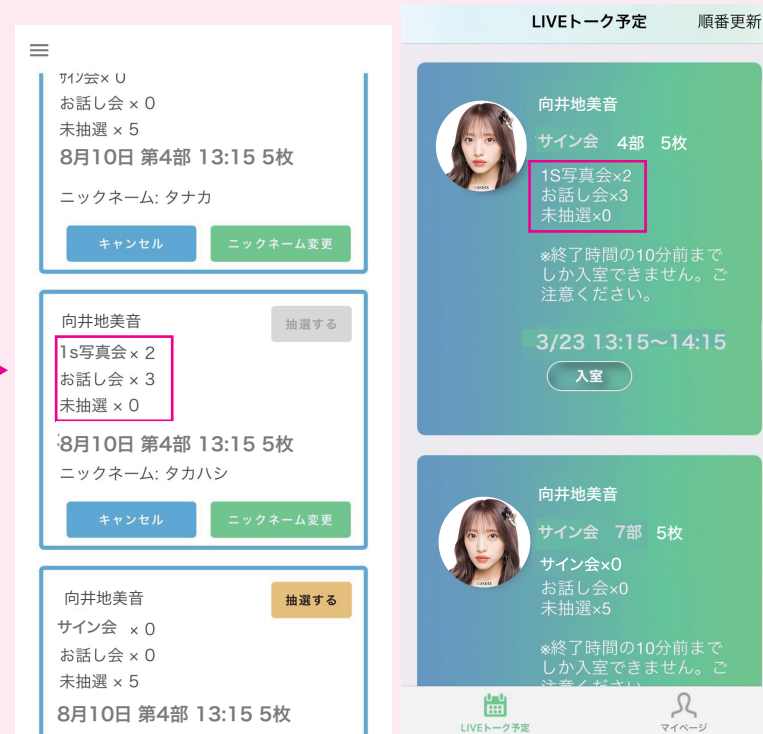 サイン会× 0
お話し会 × 0
未抽選 × 5
8月10日 第4部 13:15 5枚
ニックネーム: タナカ
キャンセル
ニックネーム変更
向井地美音
抽選する
1s写真会 × 2
お話し会 × 3
未抽選 × 0
8月10日 第4部 13:15 5枚
ニックネーム: タカハシ
キャンセル
ニックネーム変更
向井地美音
抽選する
サイン会 × 0
お話し会 × 0
未抽選 × 5
8月10日 第4部 13:15 5枚
LIVEトーク予定
順番更新
向井地美音
サイン会 4部 5枚
1S写真会×2
お話し会×3
未抽選×0
※終了時間の10分前まで
しか入室できません。ご
注意ください。
3/23 13:15～14:15
入室
向井地美音
サイン会 7部 5枚
サイン会×0
お話し会×0
未抽選×5
※終了時間の10分前まで
しか入室できません。ご
注意ください
LIVEトーク予定
マイページ